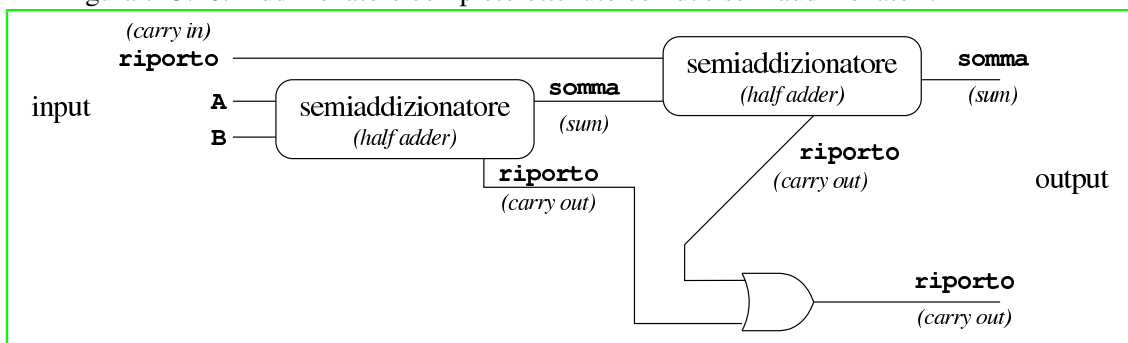 (carry in)
riporto
semiaddizionatore
(half adder)
somma
(sum)
input
A
B
semiaddizionatore
(half adder)
somma
(sum)
riporto
(carry out)
riporto
(carry out)
output
riporto
(carry out)